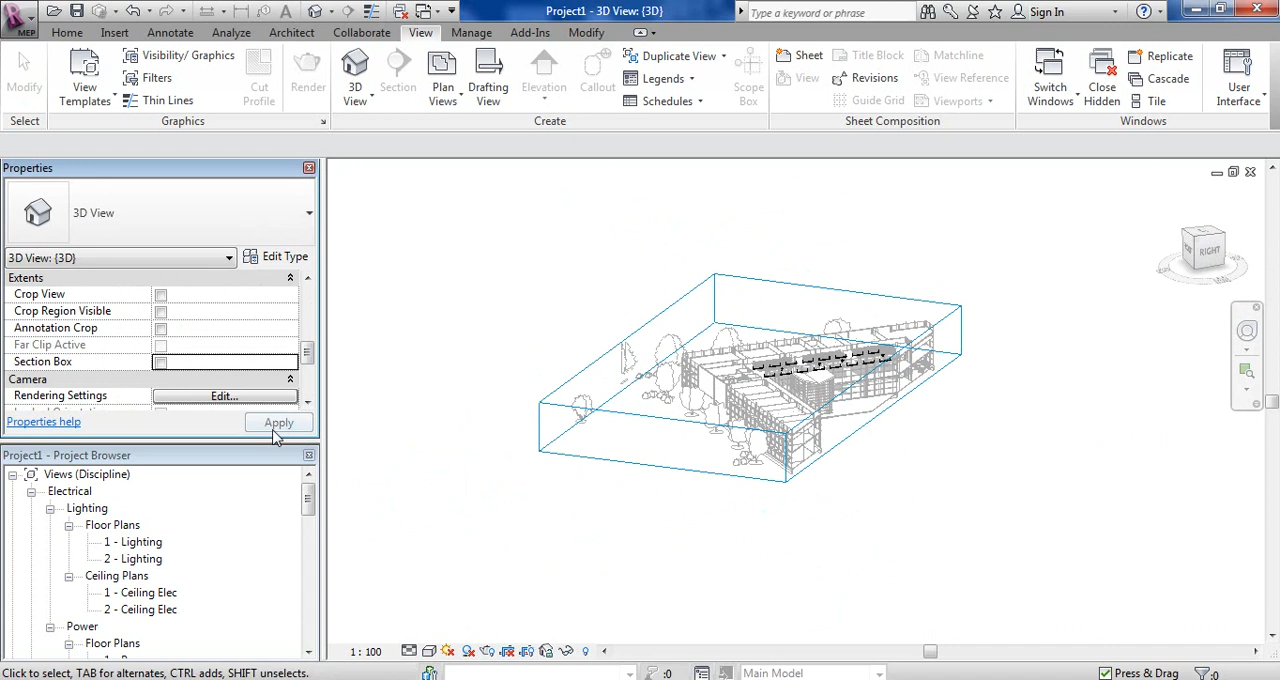 Project1 - 3D View: {3D}
Type a keyword or phrase
Sign In
MEP
Home Insert Annotate Analyze Architect Collaborate View Manage Add-Ins Modify
Modify
View Templates
Visibility/ Graphics
Filters
Thin Lines
Cut Profile
Render
3D View
Section
Plan Views
Drafting View
Elevation
Callout
Duplicate View
Legends
Schedules
Scope Box
Sheet
View
Title Block
Revisions
Guide Grid
Matchline
View Reference
Viewports
Switch Windows
Close Hidden
Replicate
Cascade
Tile
User Interface
Select Graphics Create Sheet Composition Windows
Properties
3D View
3D View: {3D}
Edit Type
Extents
Crop View
Crop Region Visible
Annotation Crop
Far Clip Active
Section Box
Camera
Rendering Settings Edit...
Properties help
Apply
RIGHT
Project1 - Project Browser
Views (Discipline)
Electrical
Lighting
Floor Plans
1 - Lighting
2 - Lighting
Ceiling Plans
1 - Ceiling Elec
2 - Ceiling Elec
Power
Floor Plans
1 : 100
Click to select, TAB for alternates, CTRL adds, SHIFT unselects.
:0
Main Model
Press & Drag
:0